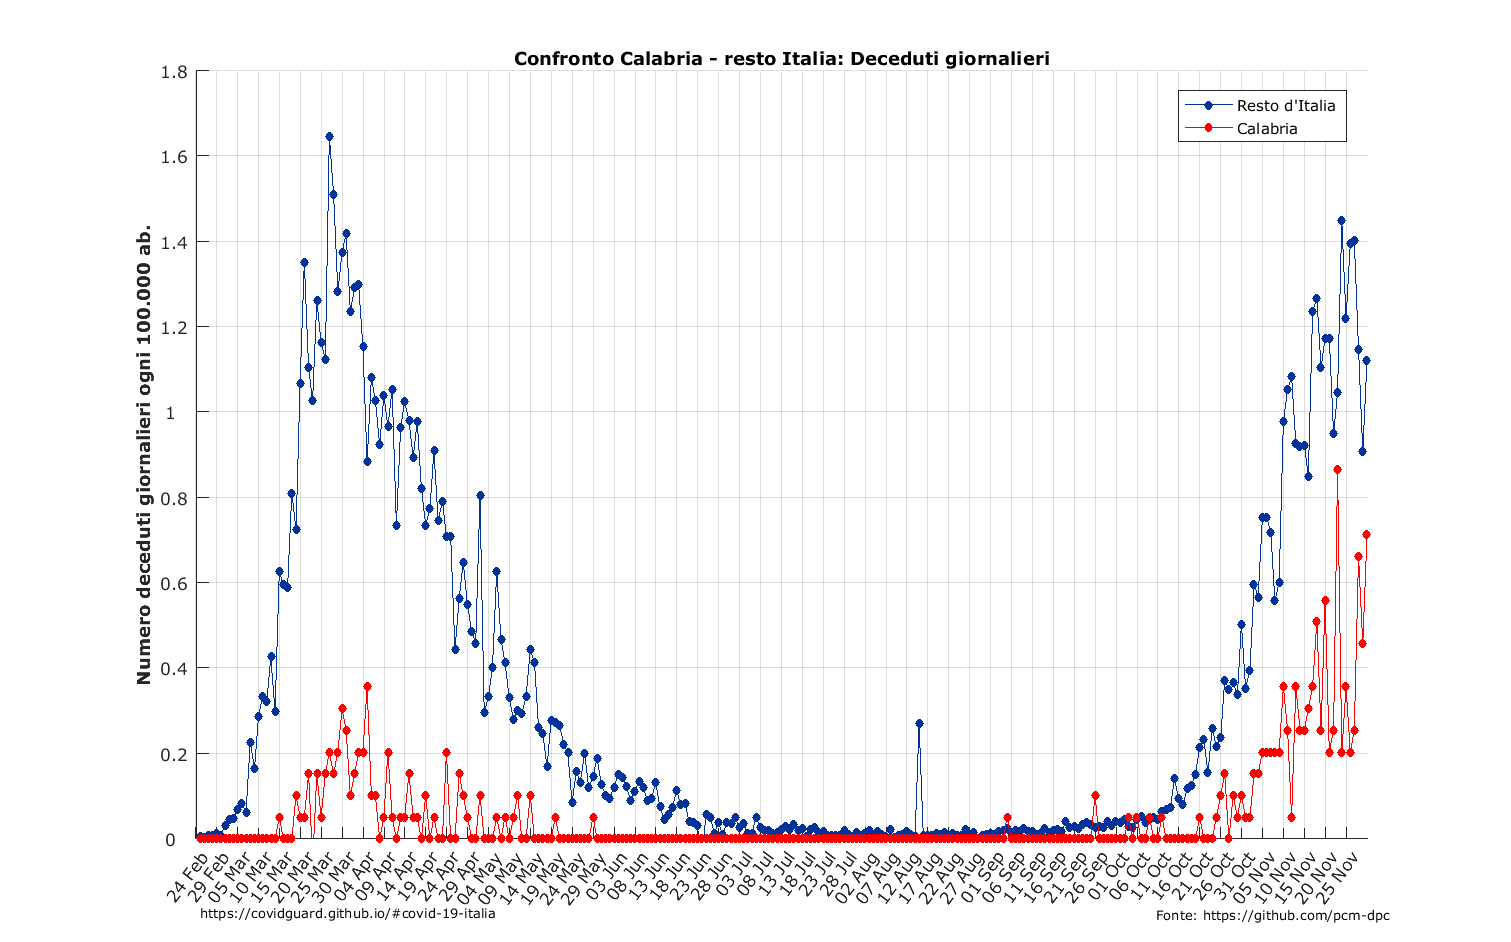 Confronto Calabria - resto Italia: Deceduti giornalieri
Resto d'Italia
Calabria
Numero deceduti giornalieri ogni 100.000 ab.
1.8
1.6
1.4
1.2
1
0.8
0.6
0.4
0.2
0
24 Feb
29 Feb
05 Mar
10 Mar
15 Mar
20 Mar
25 Mar
30 Mar
04 Apr
09 Apr
14 Apr
19 Apr
24 Apr
29 Apr
04 May
09 May
14 May
19 May
24 May
29 May
03 Jun
08 Jun
13 Jun
18 Jun
23 Jun
28 Jun
03 Jul
08 Jul
13 Jul
18 Jul
23 Jul
28 Jul
02 Aug
07 Aug
12 Aug
17 Aug
22 Aug
27 Aug
01 Sep
06 Sep
11 Sep
16 Sep
21 Sep
26 Sep
01 Oct
06 Oct
11 Oct
16 Oct
21 Oct
26 Oct
31 Oct
05 Nov
10 Nov
15 Nov
20 Nov
25 Nov
https://covidguard.github.io/#covid-19-italia
Fonte: https://github.com/pcm-dpc